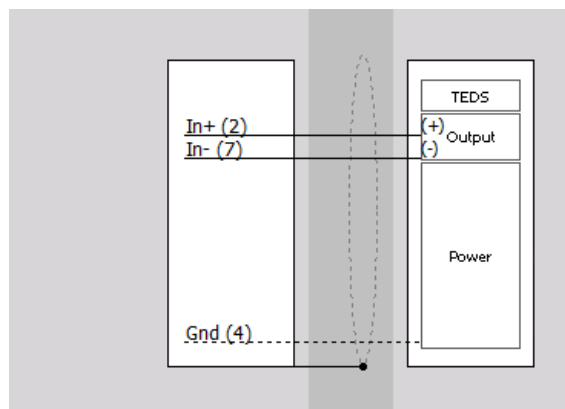 TEDS
In+ (2)
(+)
Output
In- (7)
(-)
Power
Gnd (4)